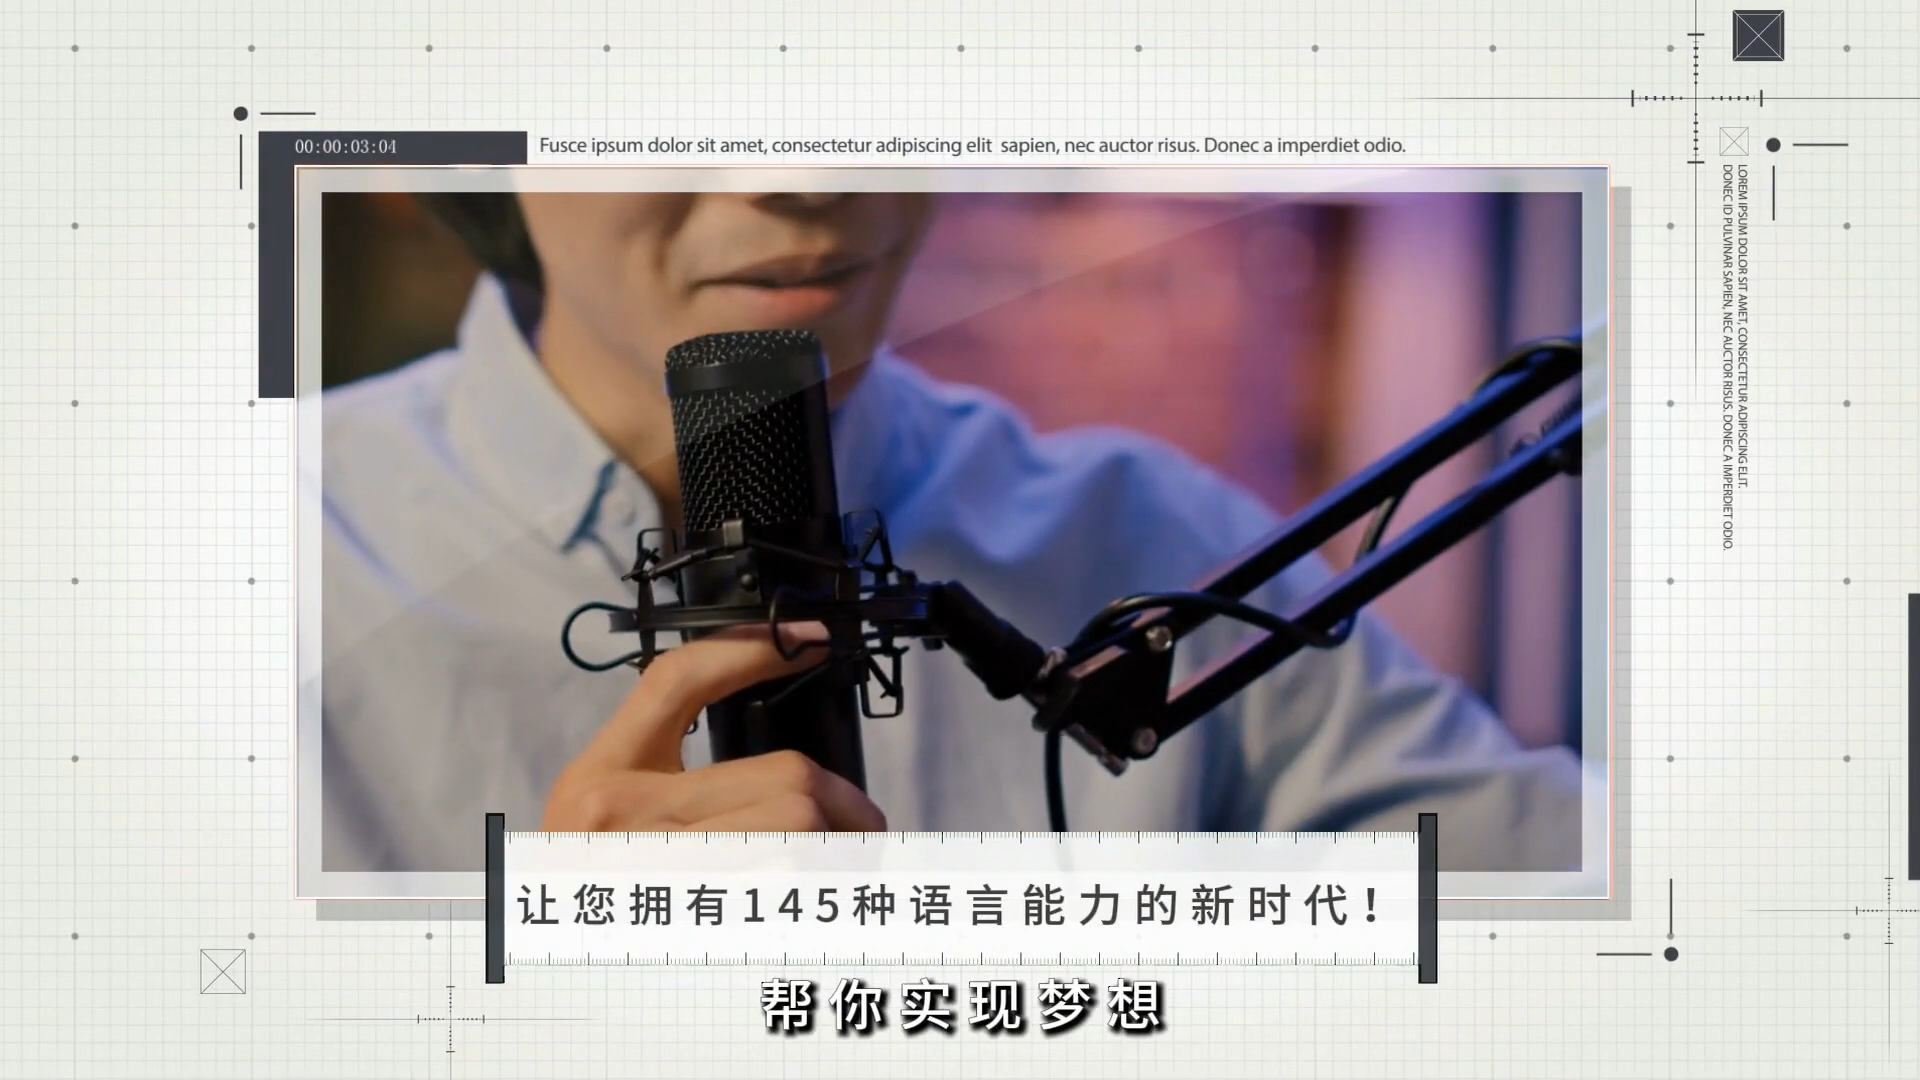 00:00:03:04
Fusce ipsum dolor sit amet, consectetur adipiscing elit sapien, nec auctor risus. Donec a imperdiet odio.
LOREM IPSUM DOLOR SIT AMET, CONSECTETUR ADIPISCING ELIT.
DONEC ID PULVINAR SAPIEN, NEC AUCTOR RISUS. DONEC A IMPERDIET ODIO.
让您拥有145种语言能力的新时代！
帮你实现梦想